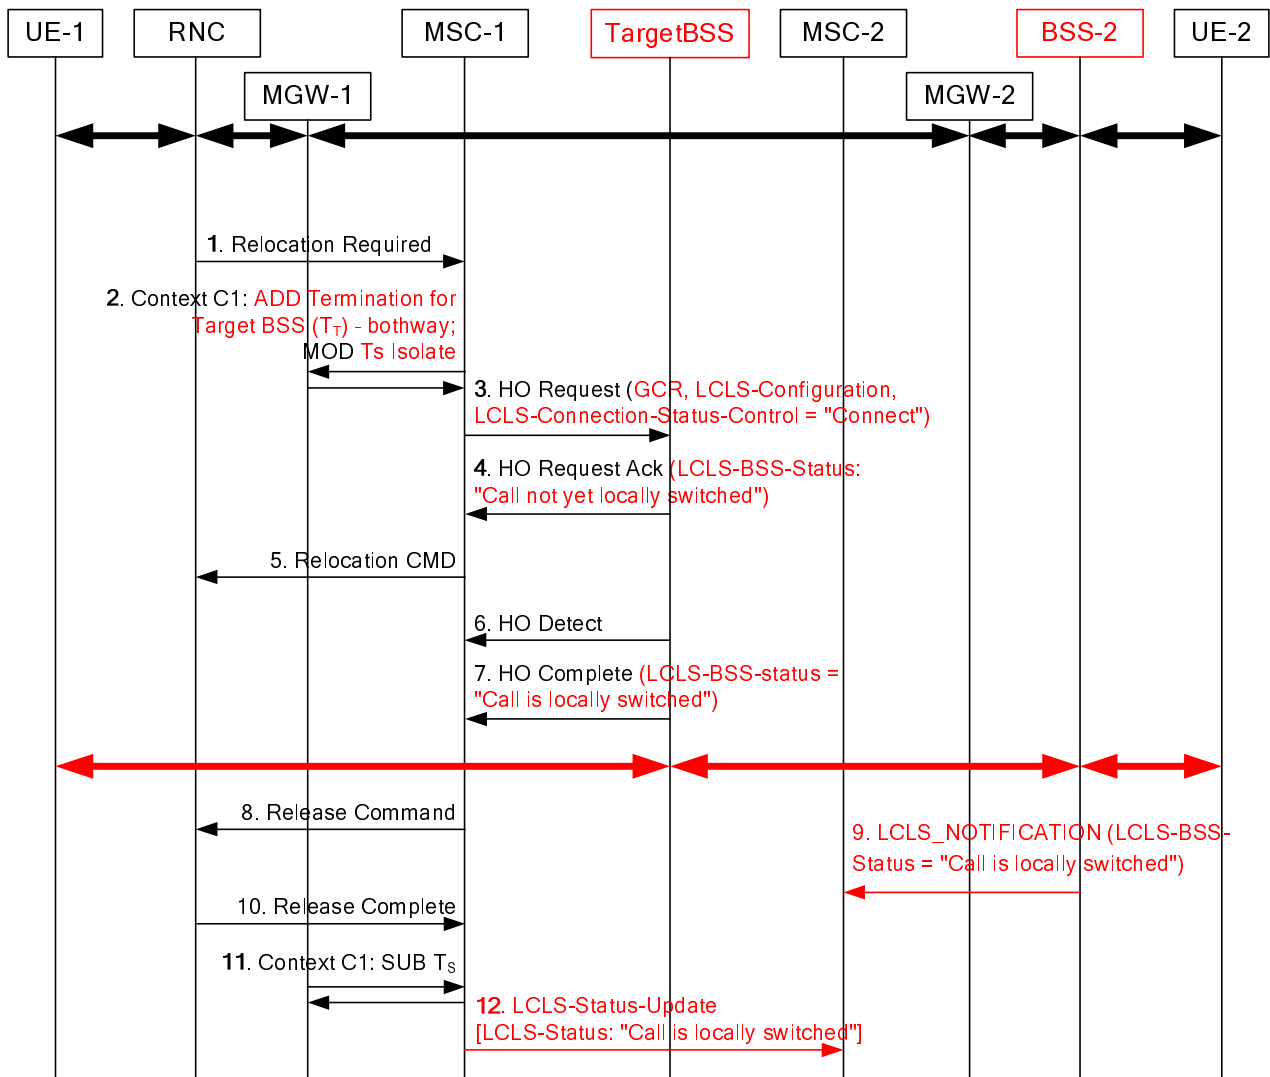 UE-1 RNC MSC-1 TargetBSS MSC-2 BSS-2 UE-2
MGW-1 MGW-2
1. Relocation Required
2. Context C1: ADD Termination for
Target BSS (TT) - bothway;
MOD Ts Isolate
3. HO Request (GCR, LCLS-Configuration,
LCLS-Connection-Status-Control = "Connect")
4. HO Request Ack (LCLS-BSS-Status:
"Call not yet locally switched")
5. Relocation CMD
6. HO Detect
7. HO Complete (LCLS-BSS-status =
"Call is locally switched")
8. Release Command
9. LCLS_NOTIFICATION (LCLS-BSS-
Status = "Call is locally switched")
10. Release Complete
11. Context C1: SUB TS
12. LCLS-Status-Update
[LCLS-Status: "Call is locally switched"]